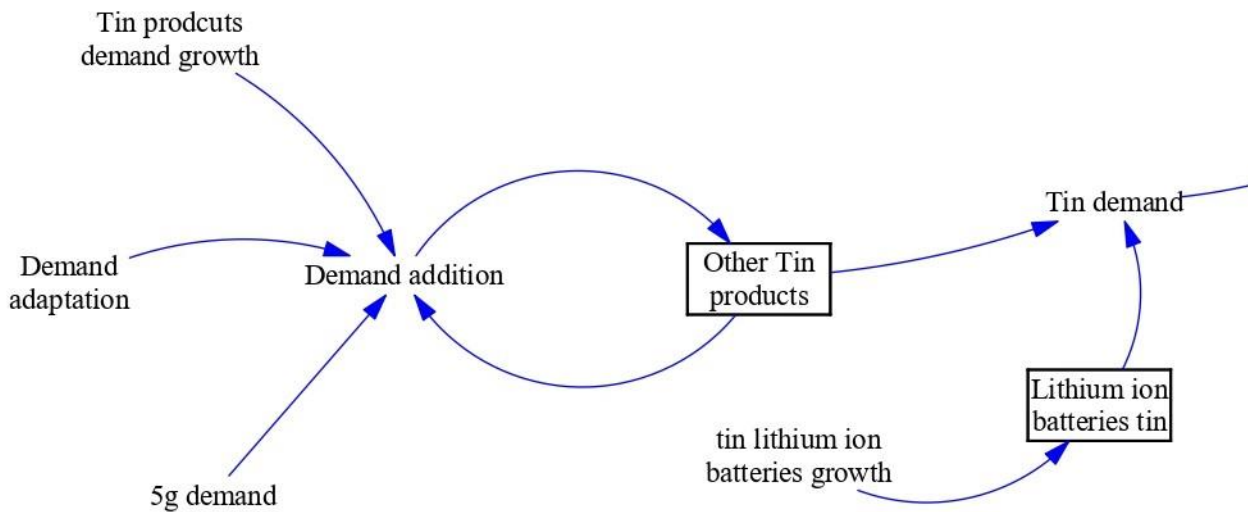 Tin prodcuts
demand growth
Tin demand
Demand
adaptation
Demand addition
Other Tin
products
Lithium ion
batteries tin
tin lithium ion
batteries growth
5g demand